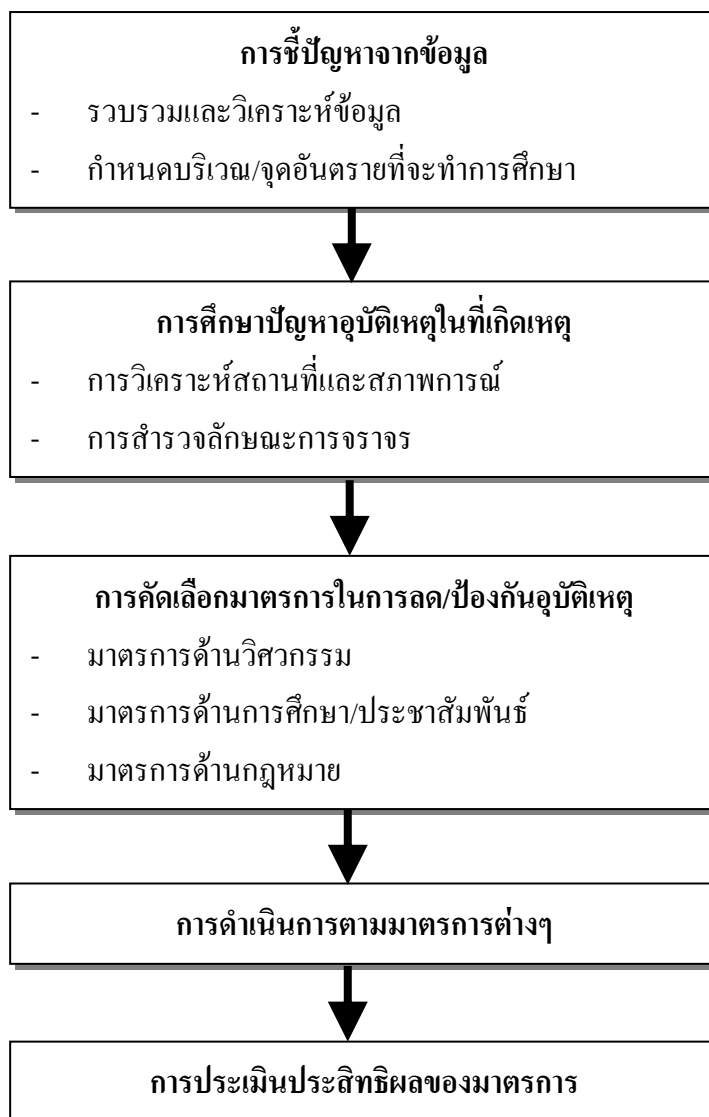 การชี้ปัญหาจากข้อมูล
- รวบรวมและวิเคราะห์ข้อมูล
- กำหนดบริเวณ/จุดอันตรายที่จะทำการศึกษา
การศึกษาปัญหาอุบัติเหตุในที่เกิดเหตุ
- การวิเคราะห์สถานที่และสภาพการณ์
- การสำรวจลักษณะการจราจร
การคัดเลือกมาตรการในการลด/ป้องกันอุบัติเหตุ
- มาตรการด้านวิศวกรรม
- มาตรการด้านการศึกษา/ประชาสัมพันธ์
- มาตรการด้านกฎหมาย
การดำเนินการตามมาตรการต่างๆ
การประเมินประสิทธิผลของมาตรการ